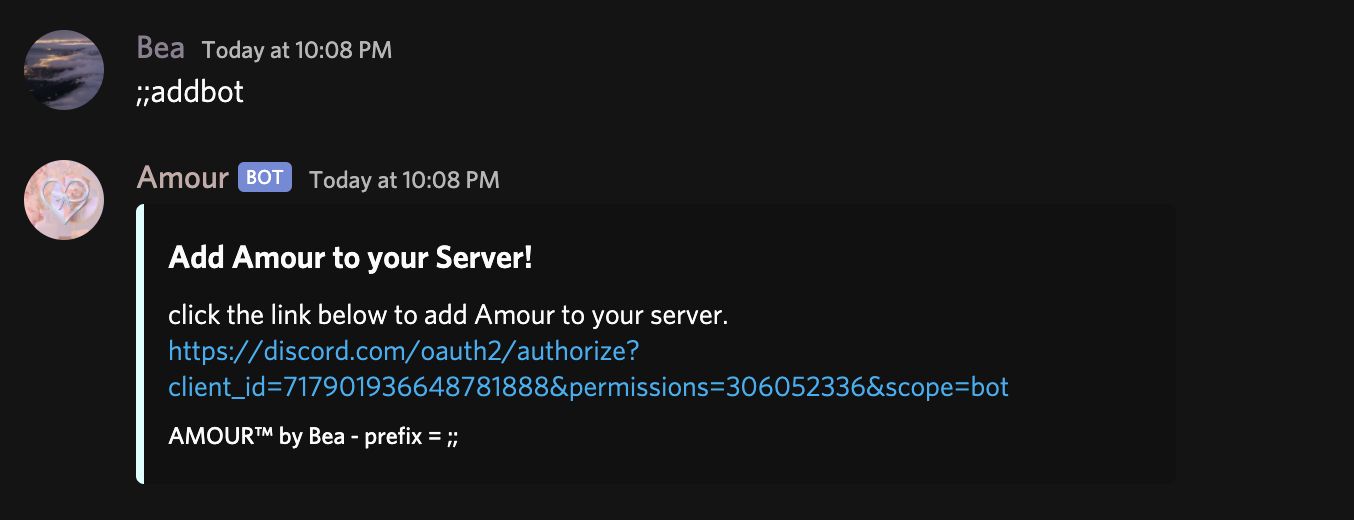 Bea Today at 10:08 PM
;;addbot
Amour BOT Today at 10:08 PM
Add Amour to your Server!
click the link below to add Amour to your server.
https://discord.com/oauth2/authorize?
client_id=717901936648781888&permissions=306052336&scope=bot
AMOUR™ by Bea - prefix = ;;